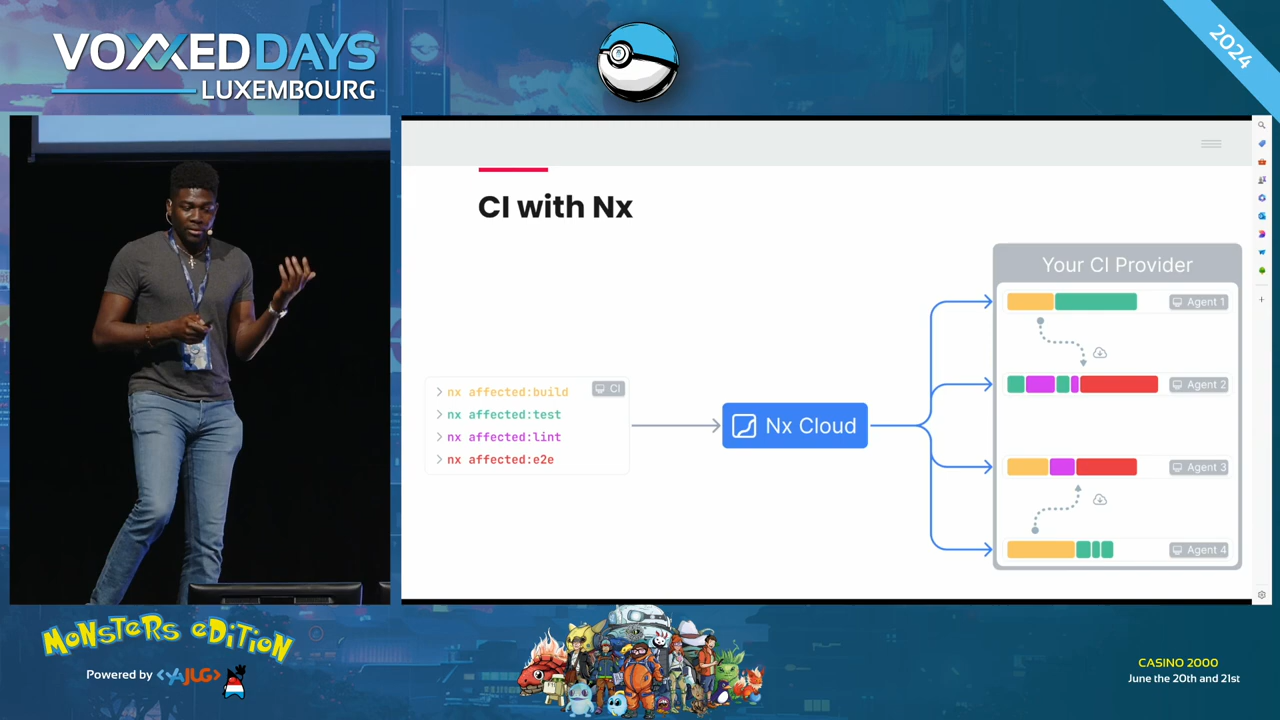 VOXXED DAYS
LUXEMBOURG
2024
CI with Nx
> nx affected:build
CI
> nx affected:test
> nx affected:lint
> nx affected:e2e
Nx Cloud
Your CI Provider
Agent 1
Agent 2
Agent 3
Agent 4
MONSTERS EDITION
Powered by <YAJUG>
CASINO 2000
June the 20th and 21st